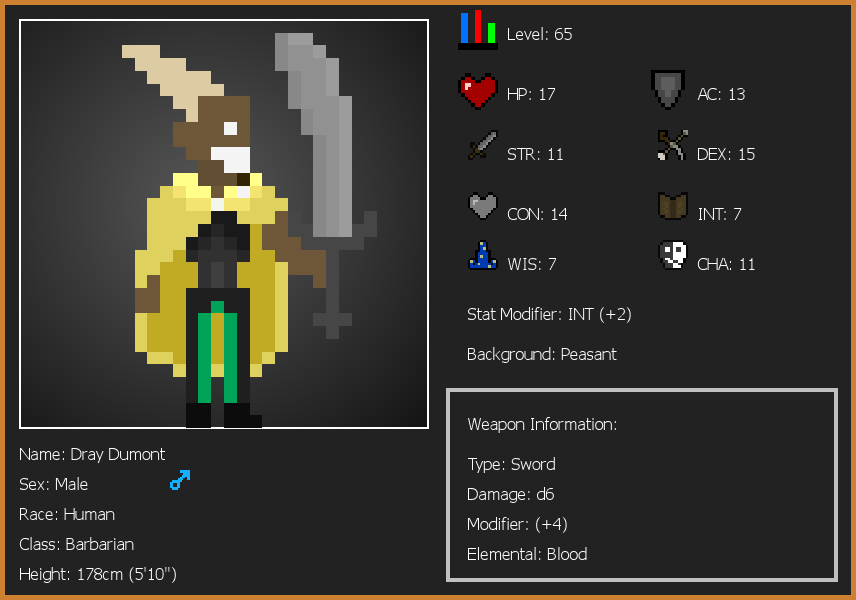 Level: 65
HP: 17
AC: 13
STR: 11
DEX: 15
CON: 14
INT: 7
WIS: 7
CHA: 11
Stat Modifier: INT (+2)
Background: Peasant
Weapon Information:
Type: Sword
Damage: d6
Modifier: (+4)
Elemental: Blood
Name: Dray Dumont
Sex: Male
Race: Human
Class: Barbarian
Height: 178cm (5'10")